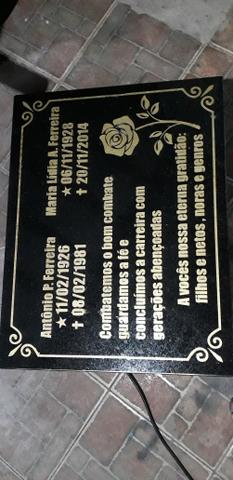 Antônio P. Ferreira
★ 11/02/1926
✝ 08/02/1981
Maria Lídia A. Ferreira
★ 06/11/1928
✝ 20/11/2014
Combatemos o bom combate
guardamos a fé e
concluímos a carreira com
gerações abençoadas
A vocês nossa eterna gratidão:
filhos e netos , noras e genros